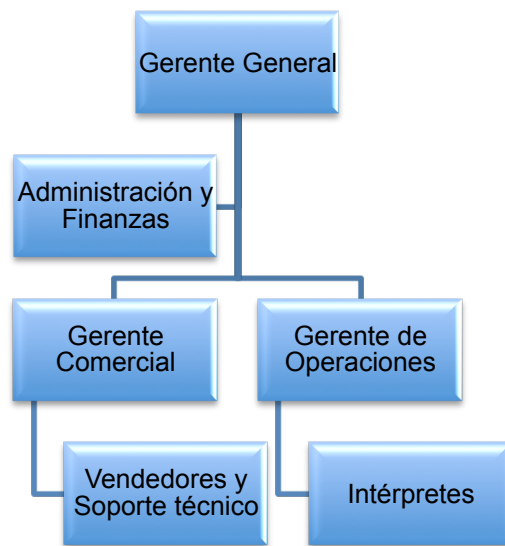 Gerente General
Administración y
Finanzas
Gerente
Comercial
Gerente de
Operaciones
Vendedores y
Soporte técnico
Intérpretes